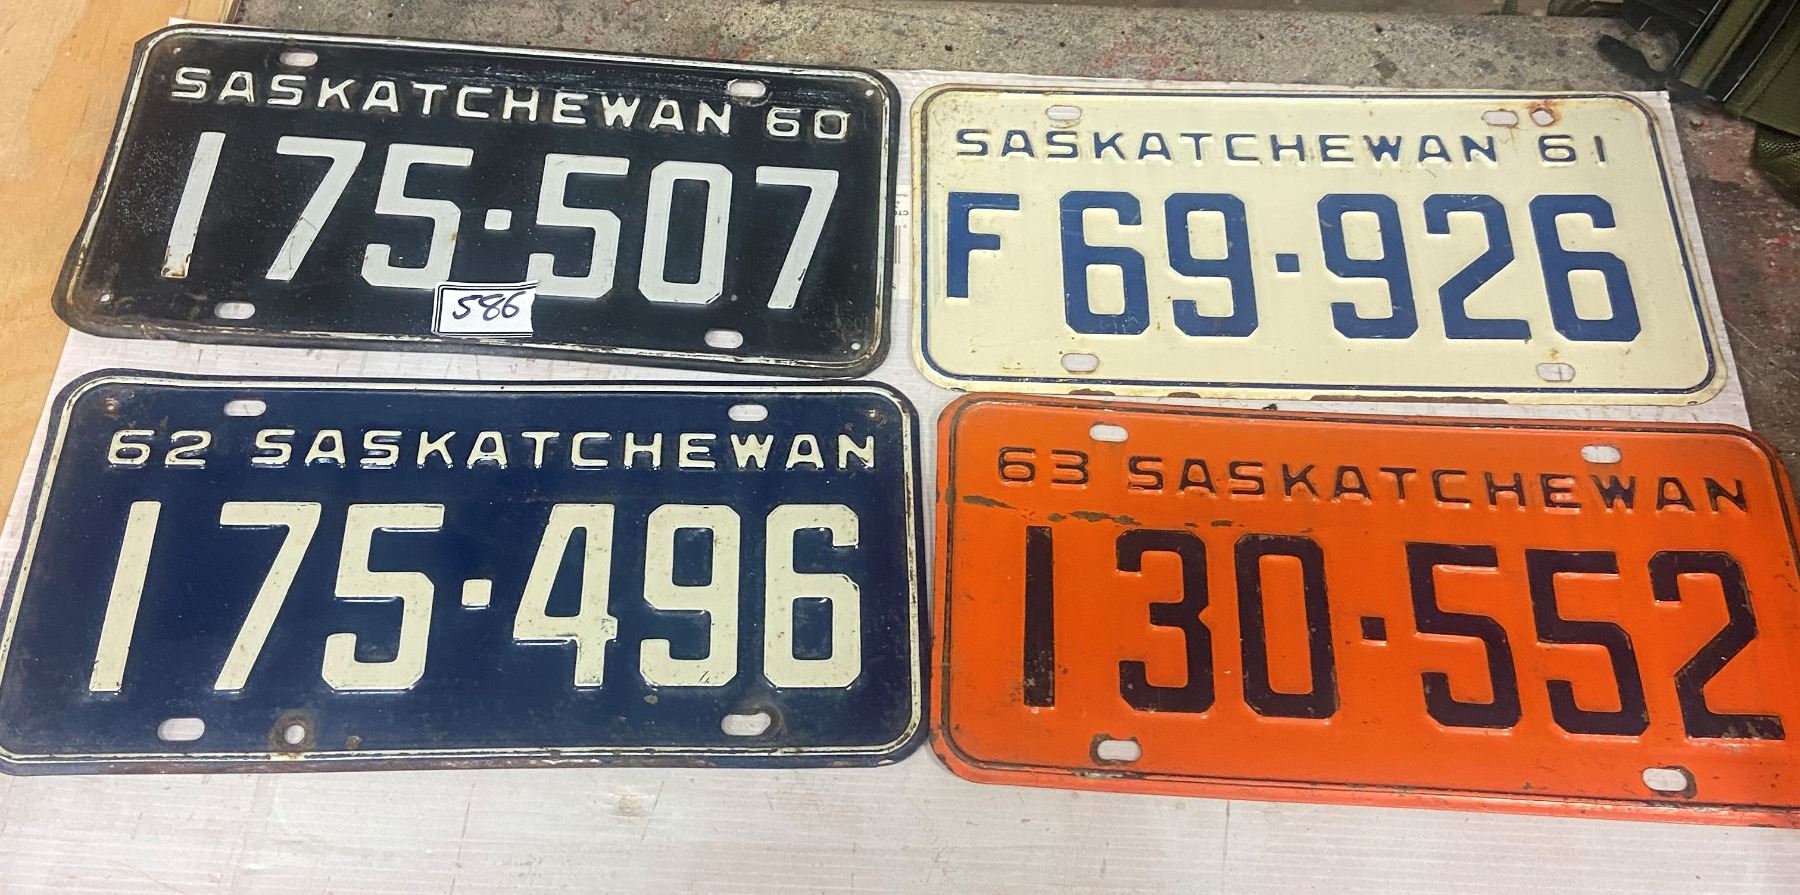 SASKATCHEWAN 60
175·507
586
SASKATCHEWAN 61
F 69·926
62 SASKATCHEWAN
175·496
63 SASKATCHEWAN
130·552